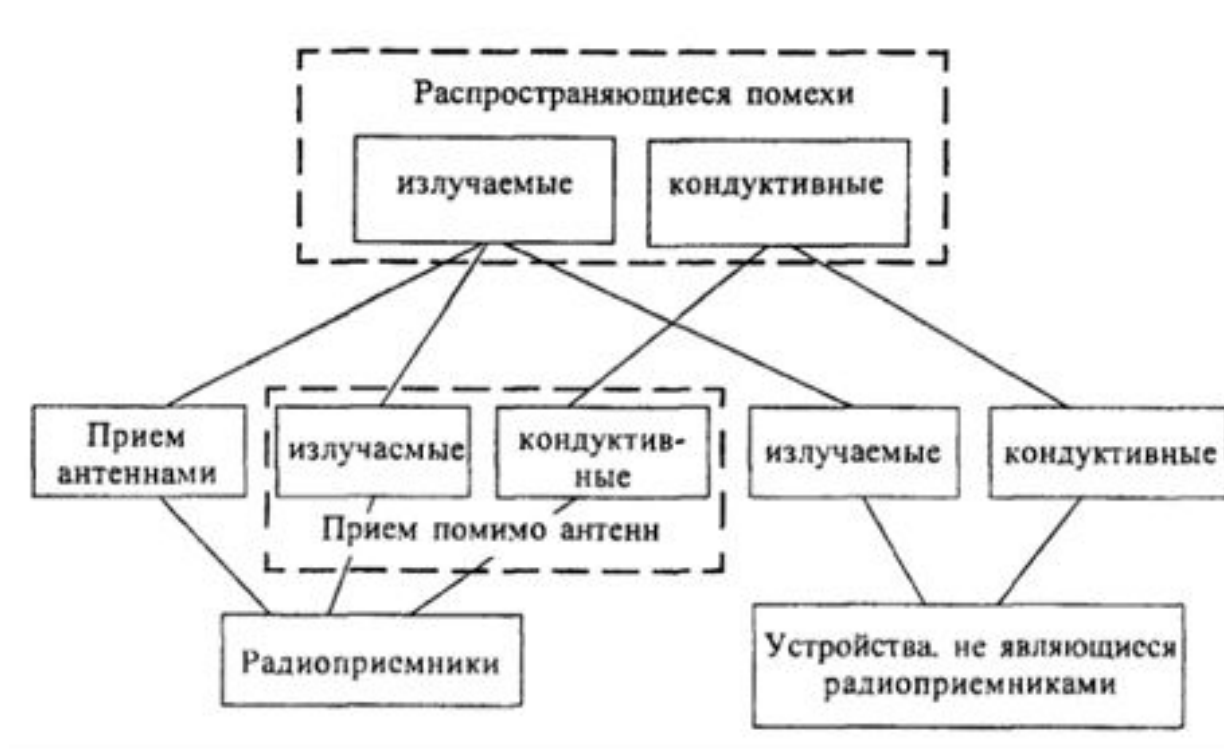 Распространяющиеся помехи
излучаемые
кондуктивные
Прием
антеннами
излучасмые
кондуктив-
ные
Прием помимо антенн
излучаемые
кондуктивные
Радиоприемники
Устройства. не являющиеся
радиоприемниками